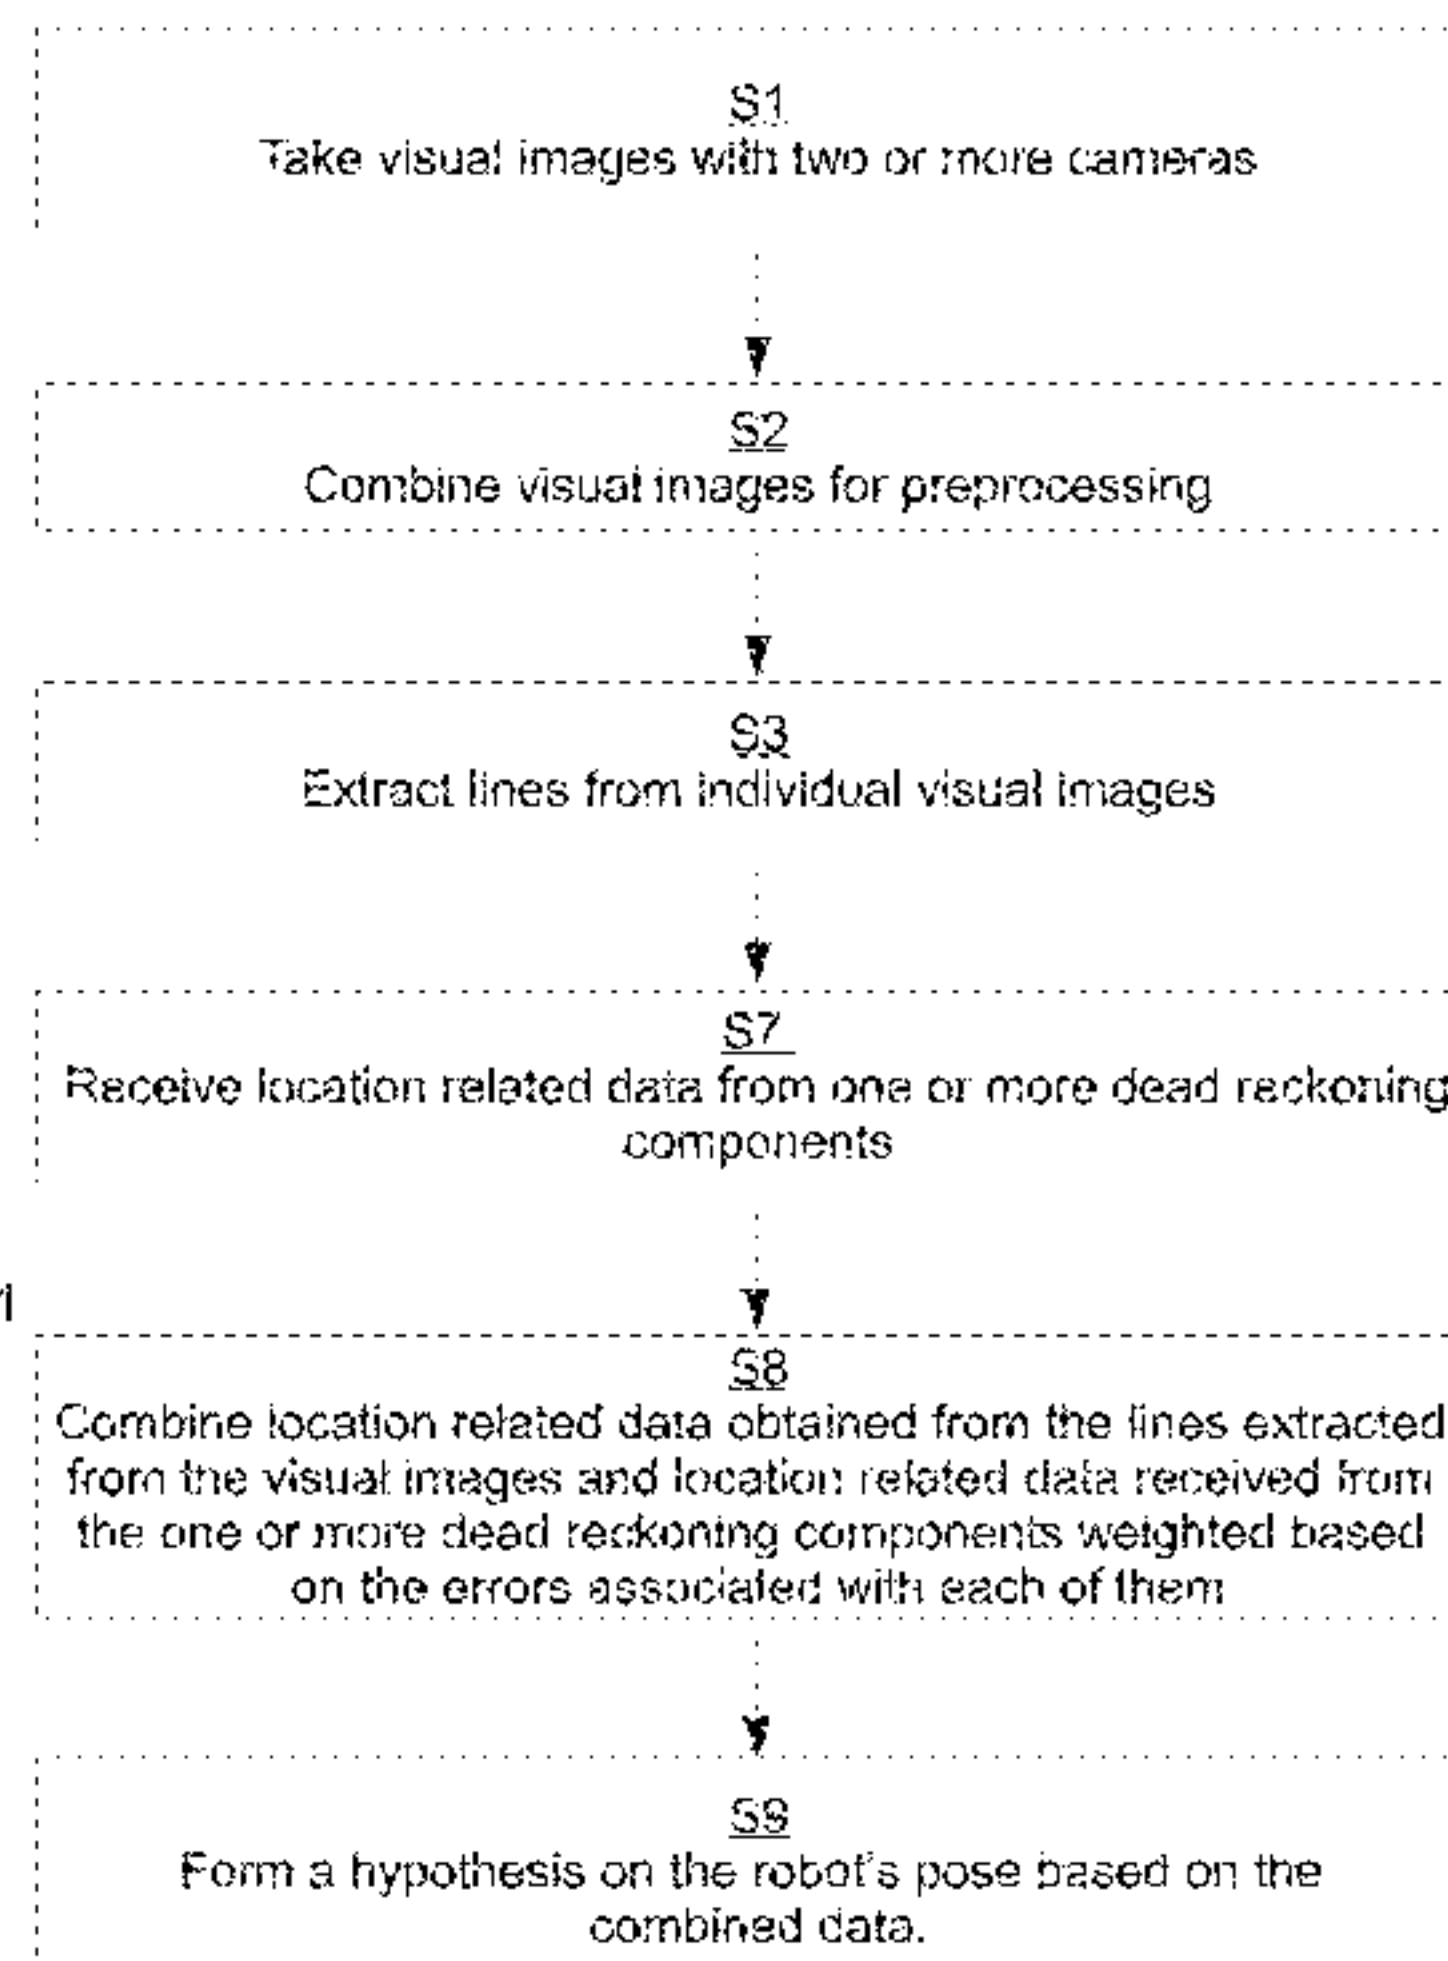 S1
Take visual images with two or more cameras
S2
Combine visual images for preprocessing
S3
Extract lines from individual visual images
S7
Receive location related data from one or more dead reckoning
components
S8
Combine location related data obtained from the lines extracted
from the visual images and location related data received from
the one or more dead reckoning components weighted based
on the errors associated with each of them
S9
Form a hypothesis on the robot's pose based on the
combined data.